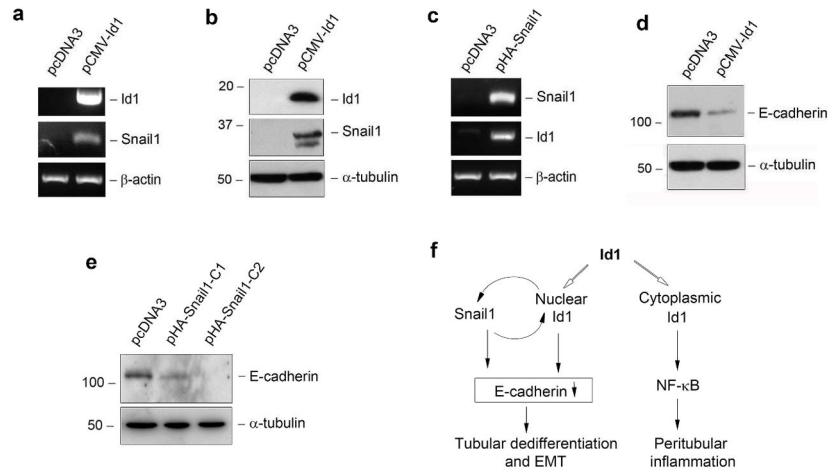 a
pcDNA3
pCMV-Id1
Id1
Snail1
β-actin
b
pcDNA3
pCMV-Id1
20
Id1
37
Snail1
50
α-tubulin
c
pcDNA3
pHA-Snail1
Snail1
Id1
β-actin
d
pcDNA3
pCMV-Id1
100
E-cadherin
50
α-tubulin
e
pcDNA3
pHA-Snail1-C1
pHA-Snail1-C2
100
E-cadherin
50
α-tubulin
f
Id1
Snail1
Nuclear
Id1
Cytoplasmic
Id1
E-cadherin
NF-κB
Tubular dedifferentiation
and EMT
Peritubular
inflammation